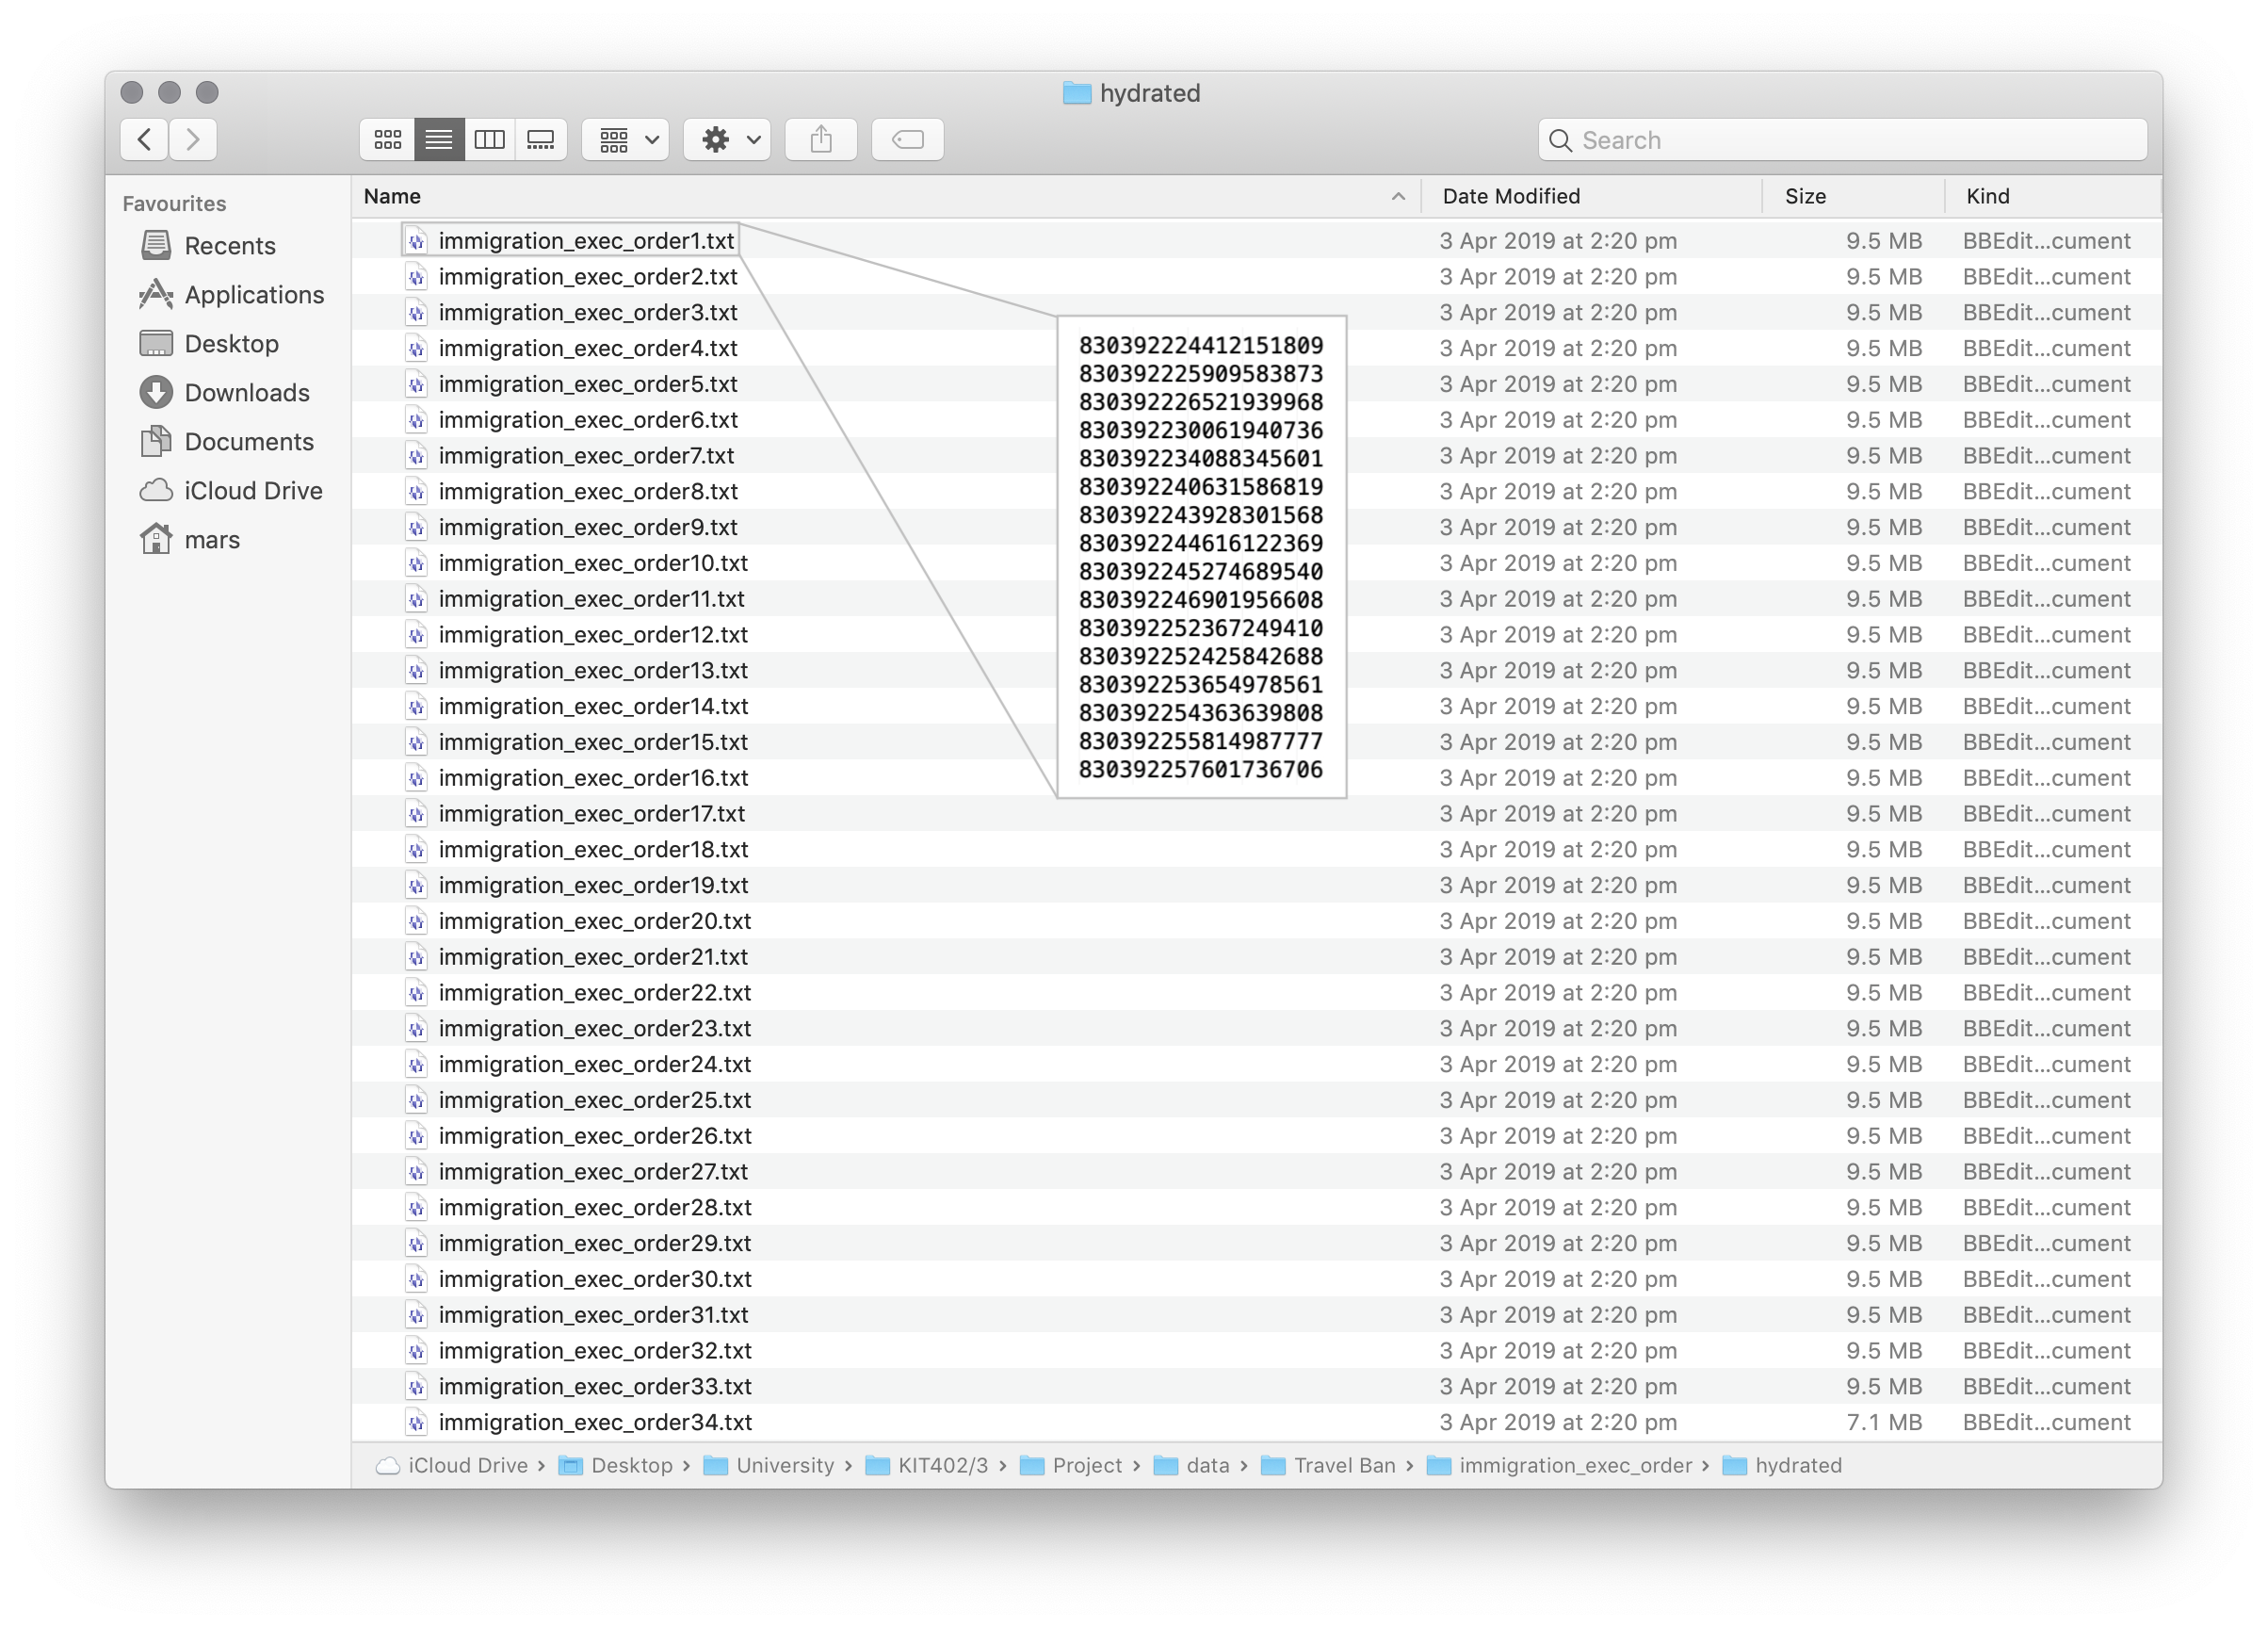 hydrated
Search
Favourites
Recents
Applications
Desktop
Downloads
Documents
iCloud Drive
mars
Name Date Modified Size Kind
immigration_exec_order1.txt 3 Apr 2019 at 2:20 pm 9.5 MB BBEdit...cument
immigration_exec_order2.txt 3 Apr 2019 at 2:20 pm 9.5 MB BBEdit...cument
immigration_exec_order3.txt 3 Apr 2019 at 2:20 pm 9.5 MB BBEdit...cument
immigration_exec_order4.txt 3 Apr 2019 at 2:20 pm 9.5 MB BBEdit...cument
immigration_exec_order5.txt 3 Apr 2019 at 2:20 pm 9.5 MB BBEdit...cument
immigration_exec_order6.txt 3 Apr 2019 at 2:20 pm 9.5 MB BBEdit...cument
immigration_exec_order7.txt 3 Apr 2019 at 2:20 pm 9.5 MB BBEdit...cument
immigration_exec_order8.txt 3 Apr 2019 at 2:20 pm 9.5 MB BBEdit...cument
immigration_exec_order9.txt 3 Apr 2019 at 2:20 pm 9.5 MB BBEdit...cument
immigration_exec_order10.txt 3 Apr 2019 at 2:20 pm 9.5 MB BBEdit...cument
immigration_exec_order11.txt 3 Apr 2019 at 2:20 pm 9.5 MB BBEdit...cument
immigration_exec_order12.txt 3 Apr 2019 at 2:20 pm 9.5 MB BBEdit...cument
immigration_exec_order13.txt 3 Apr 2019 at 2:20 pm 9.5 MB BBEdit...cument
immigration_exec_order14.txt 3 Apr 2019 at 2:20 pm 9.5 MB BBEdit...cument
immigration_exec_order15.txt 3 Apr 2019 at 2:20 pm 9.5 MB BBEdit...cument
immigration_exec_order16.txt 3 Apr 2019 at 2:20 pm 9.5 MB BBEdit...cument
immigration_exec_order17.txt 3 Apr 2019 at 2:20 pm 9.5 MB BBEdit...cument
immigration_exec_order18.txt 3 Apr 2019 at 2:20 pm 9.5 MB BBEdit...cument
immigration_exec_order19.txt 3 Apr 2019 at 2:20 pm 9.5 MB BBEdit...cument
immigration_exec_order20.txt 3 Apr 2019 at 2:20 pm 9.5 MB BBEdit...cument
immigration_exec_order21.txt 3 Apr 2019 at 2:20 pm 9.5 MB BBEdit...cument
immigration_exec_order22.txt 3 Apr 2019 at 2:20 pm 9.5 MB BBEdit...cument
immigration_exec_order23.txt 3 Apr 2019 at 2:20 pm 9.5 MB BBEdit...cument
immigration_exec_order24.txt 3 Apr 2019 at 2:20 pm 9.5 MB BBEdit...cument
immigration_exec_order25.txt 3 Apr 2019 at 2:20 pm 9.5 MB BBEdit...cument
immigration_exec_order26.txt 3 Apr 2019 at 2:20 pm 9.5 MB BBEdit...cument
immigration_exec_order27.txt 3 Apr 2019 at 2:20 pm 9.5 MB BBEdit...cument
immigration_exec_order28.txt 3 Apr 2019 at 2:20 pm 9.5 MB BBEdit...cument
immigration_exec_order29.txt 3 Apr 2019 at 2:20 pm 9.5 MB BBEdit...cument
immigration_exec_order30.txt 3 Apr 2019 at 2:20 pm 9.5 MB BBEdit...cument
immigration_exec_order31.txt 3 Apr 2019 at 2:20 pm 9.5 MB BBEdit...cument
immigration_exec_order32.txt 3 Apr 2019 at 2:20 pm 9.5 MB BBEdit...cument
immigration_exec_order33.txt 3 Apr 2019 at 2:20 pm 9.5 MB BBEdit...cument
immigration_exec_order34.txt 3 Apr 2019 at 2:20 pm 7.1 MB BBEdit...cument
830392224412151809
830392225909583873
830392226521939968
830392230061940736
830392234088345601
830392240631586819
830392243928301568
830392244616122369
830392245274689540
830392246901956608
830392252367249410
830392252425842688
830392253654978561
830392254363639808
830392255814987777
830392257601736706
iCloud Drive › Desktop › University › KIT402/3 › Project › data › Travel Ban › immigration_exec_order › hydrated